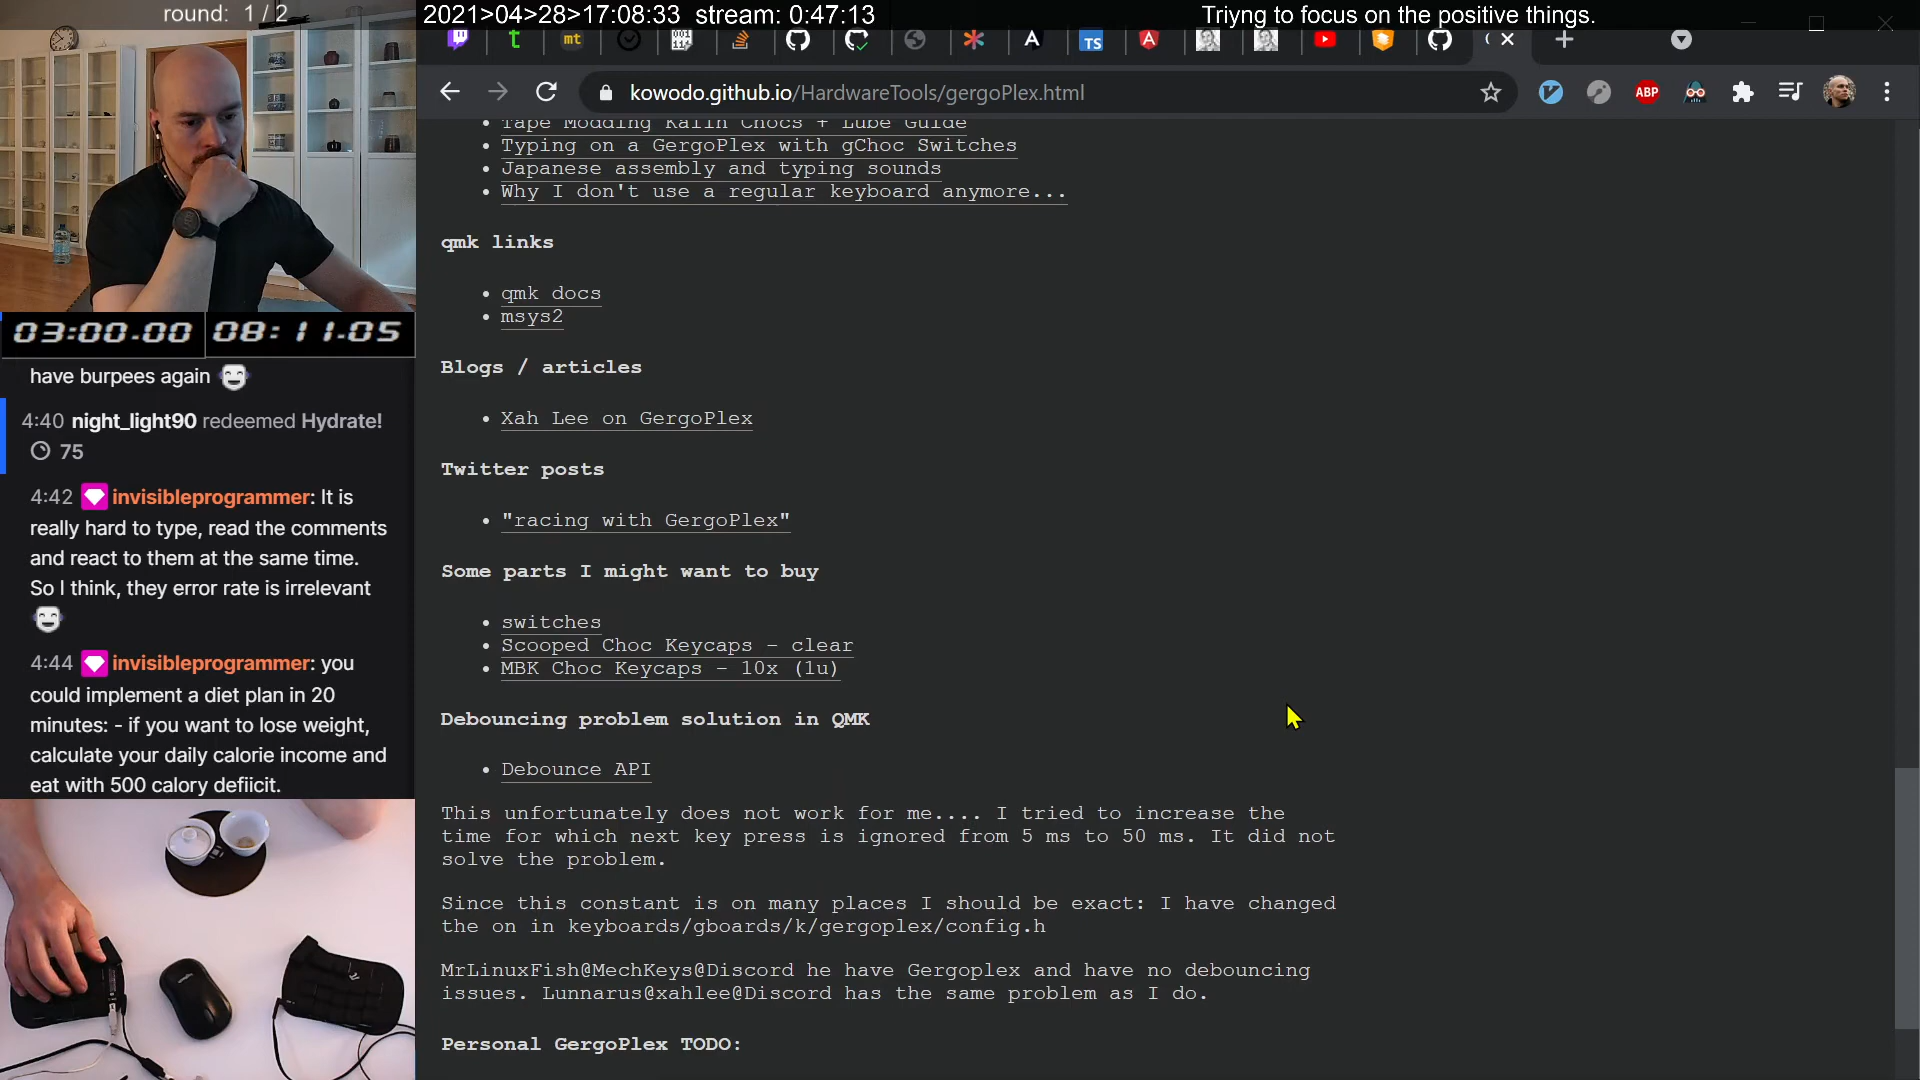 round: 1 / 2
2021>04>28>17:08:33 stream: 0:47:13
Triyng to focus on the positive things.
kowodo.github.io/HardwareTools/gergoPlex.html
ABP
Tape Modding Kailh Chocs + Lube Guide
Typing on a GergoPlex with gChoc Switches
Japanese assembly and typing sounds
Why I don't use a regular keyboard anymore...
qmk links
qmk docs
msys2
Blogs / articles
Xah Lee on GergoPlex
Twitter posts
"racing with GergoPlex"
Some parts I might want to buy
switches
Scooped Choc Keycaps – clear
MBK Choc Keycaps – 10x (1u)
Debouncing problem solution in QMK
Debounce API
This unfortunately does not work for me.... I tried to increase the
time for which next key press is ignored from 5 ms to 50 ms. It did not
solve the problem.
Since this constant is on many places I should be exact: I have changed
the on in keyboards/gboards/k/gergoplex/config.h
MrLinuxFish@MechKeys@Discord he have Gergoplex and have no debouncing
issues. Lunnarus@xahlee@Discord has the same problem as I do.
Personal GergoPlex TODO:
03:00.00 08:11.05
have burpees again
4:40 night_light90 redeemed Hydrate!
75
4:42 invisibleprogrammer: It is
really hard to type, read the comments
and react to them at the same time.
So I think, they error rate is irrelevant
4:44 invisibleprogrammer: you
could implement a diet plan in 20
minutes: - if you want to lose weight,
calculate your daily calorie income and
eat with 500 calory defiicit.